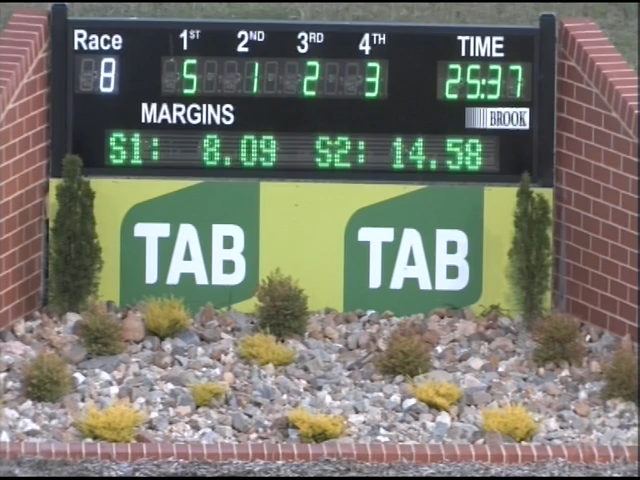 Race 1ST 2ND 3RD 4TH TIME
8 5 1 2 3 25:37
MARGINS BROOK
S1: 8.09 S2: 14.58
TAB TAB